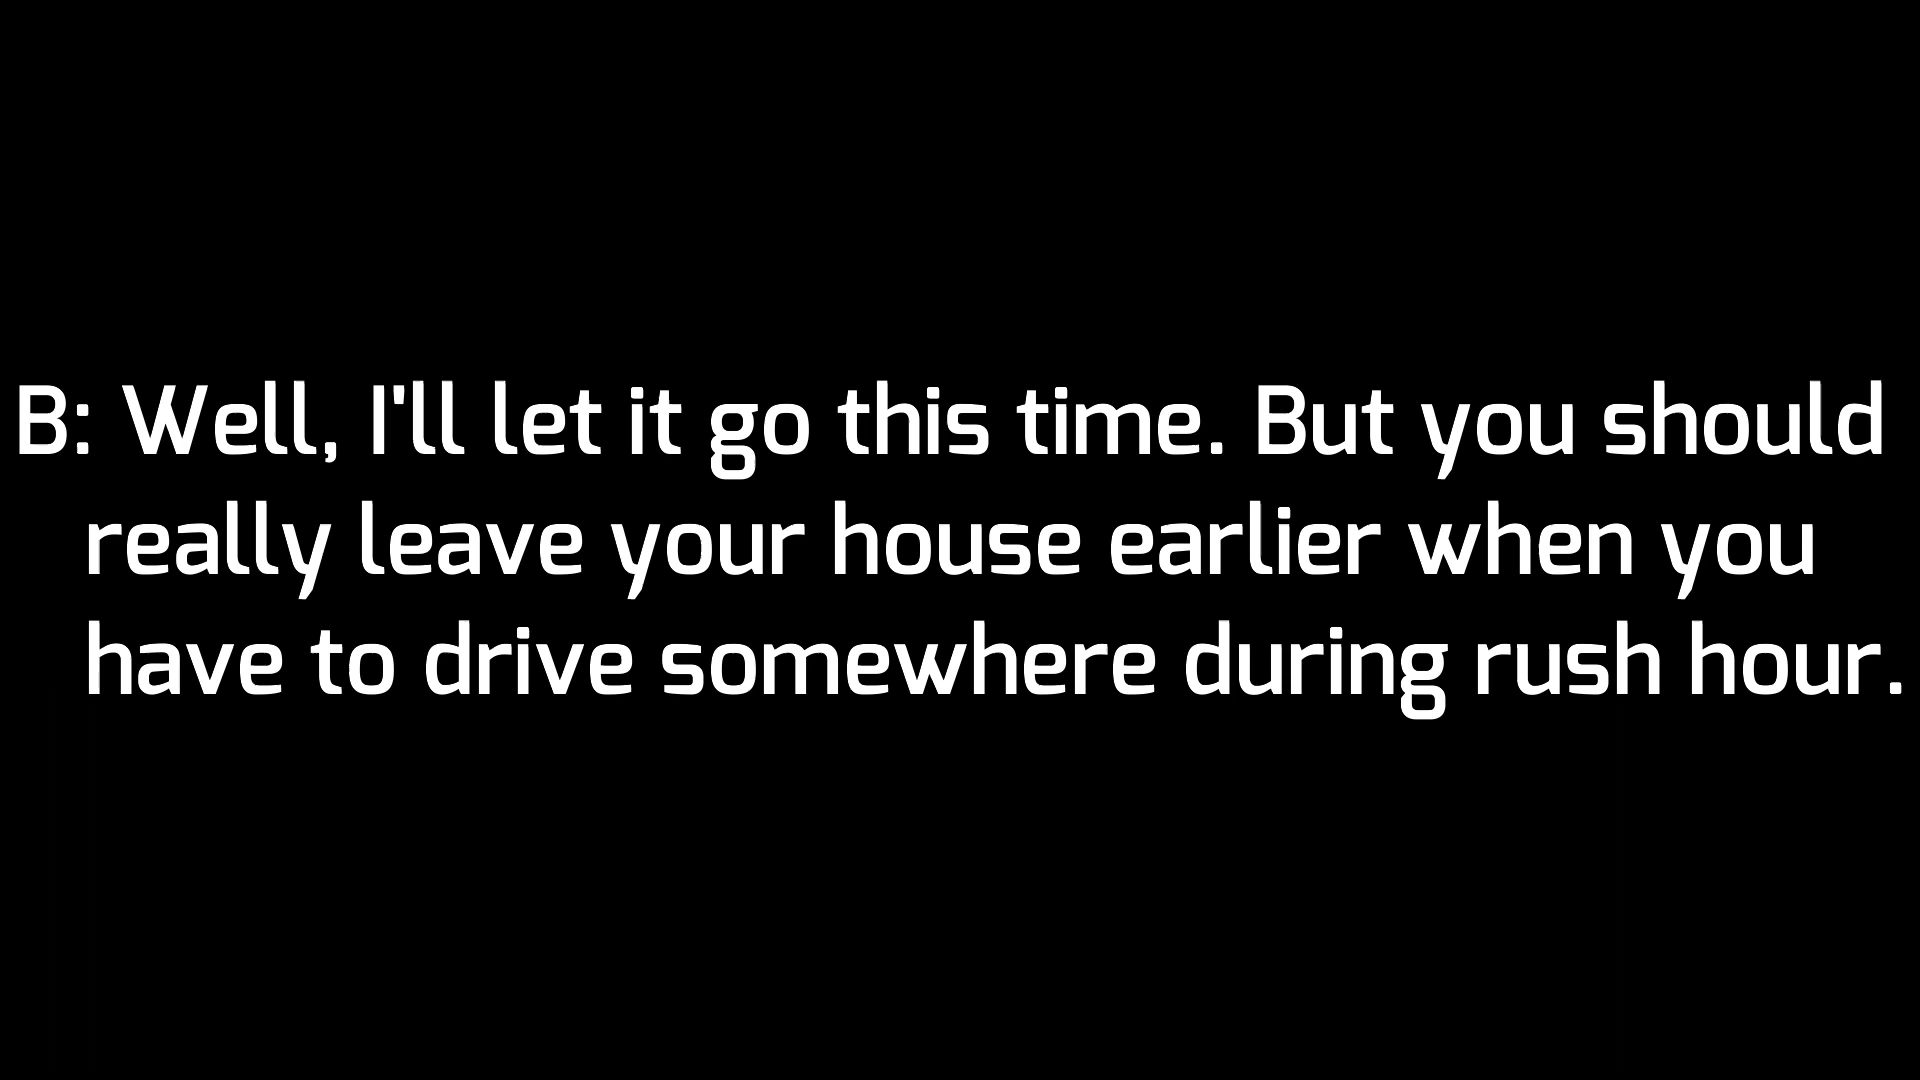 B: Well, I'll let it go this time. But you should
really leave your house earlier when you
have to drive somewhere during rush hour.